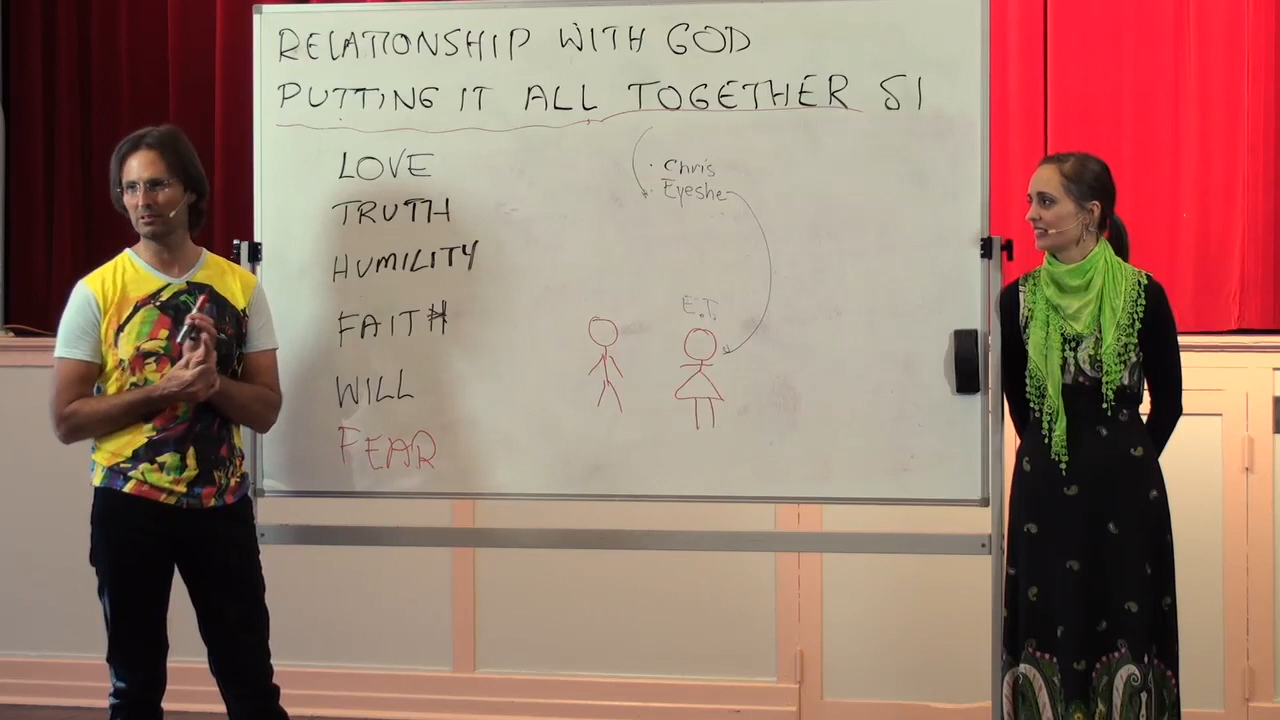 RELATIONSHIP WITH GOD
PUTTING IT ALL TOGETHER S1
LOVE
TRUTH
HUMILITY
FAITH
WILL
FEAR
· Chris
· Eyeshe
E.T.